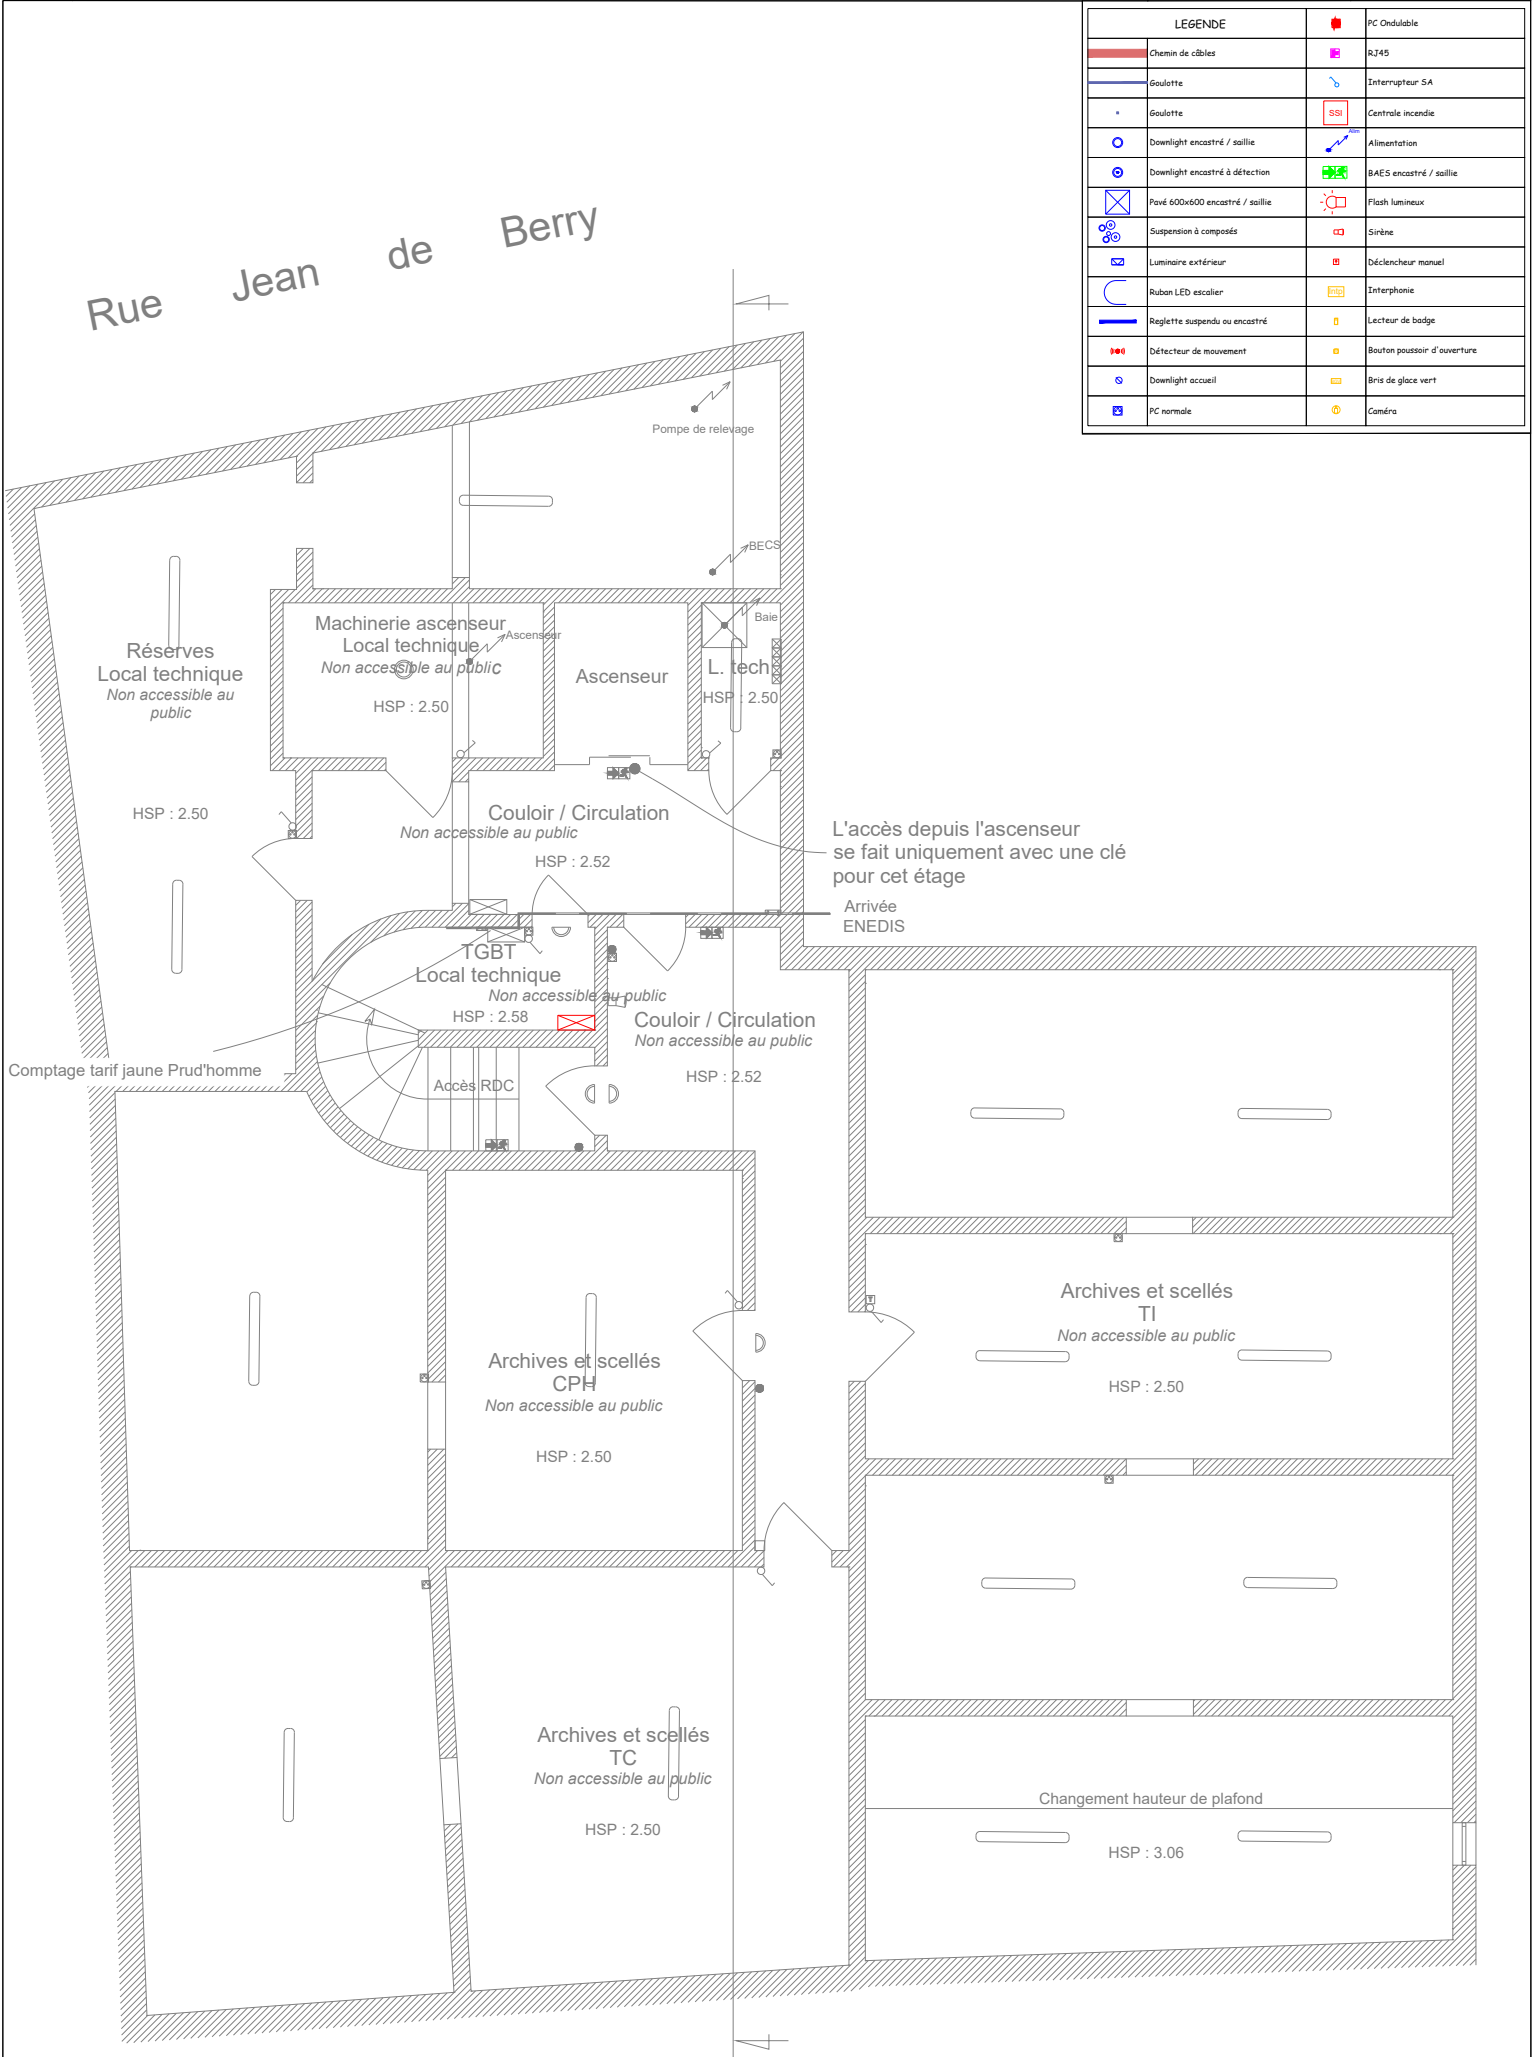 LEGENDE
PC Ondulable
Chemin de câbles
RJ45
Goulotte
Interrupteur SA
Goulotte
SSI
Centrale incendie
Downlight encastré / saillie
Alim
Alimentation
Downlight encastré à détection
BAES encastré / saillie
Pavé 600x600 encastré / saillie
Flash lumineux
Suspension à composés
Sirène
Luminaire extérieur
Déclencheur manuel
Ruban LED escalier
Intp
Interphonie
Reglette suspendu ou encastré
Lecteur de badge
Détecteur de mouvement
Bouton poussoir d'ouverture
Downlight accueil
Bris de glace vert
PC normale
Caméra
Rue Jean de Berry
Pompe de relevage
BECS
Baie
Machinerie ascenseur
Local technique
Non accessible au public
HSP : 2.50
Ascenseur
Réserves
Local technique
Non accessible au
public
HSP : 2.50
Ascenseur
L. tech
HSP : 2.50
Couloir / Circulation
Non accessible au public
HSP : 2.52
L'accès depuis l'ascenseur
se fait uniquement avec une clé
pour cet étage
Arrivée
ENEDIS
TGBT
Local technique
Non accessible au public
HSP : 2.58
Couloir / Circulation
Non accessible au public
HSP : 2.52
Comptage tarif jaune Prud'homme
Accès RDC
Archives et scellés
TI
Non accessible au public
HSP : 2.50
Archives et scellés
CPH
Non accessible au public
HSP : 2.50
Archives et scellés
TC
Non accessible au public
HSP : 2.50
Changement hauteur de plafond
HSP : 3.06